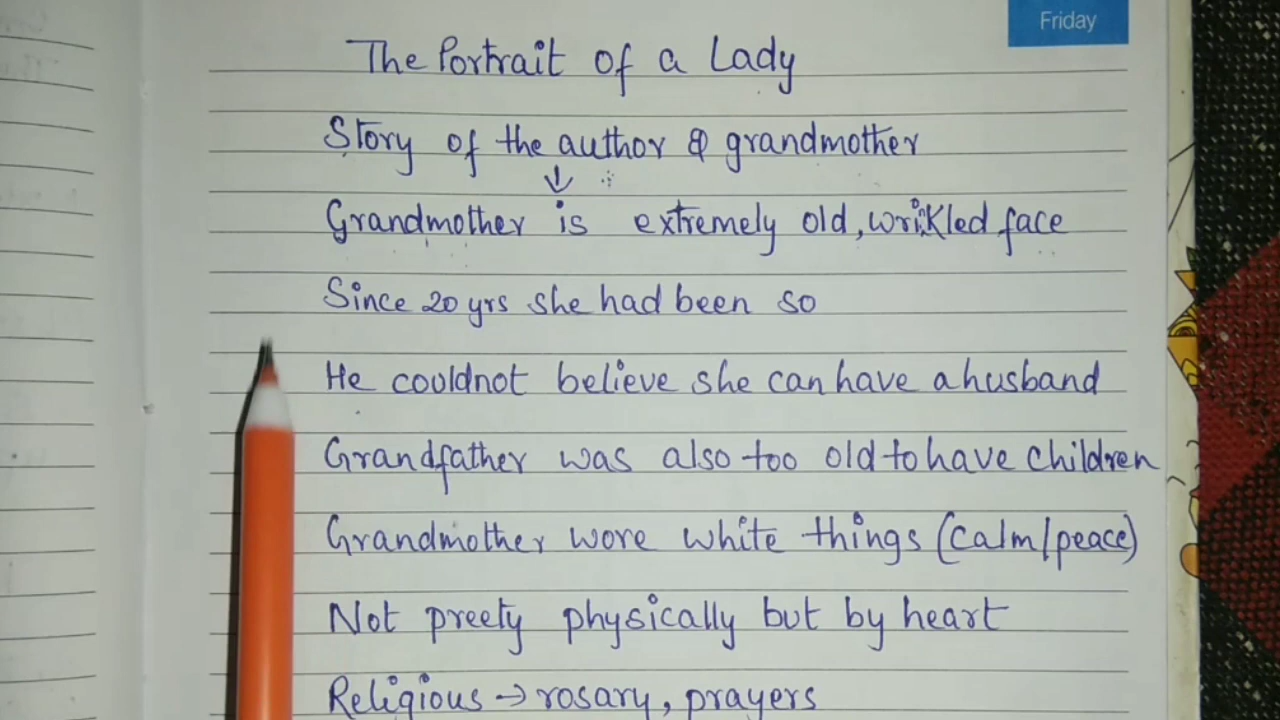 Friday
The Portrait of a Lady
Story of the author & grandmother
↓
Grandmother is extremely old, wrikled face
Since 20 yrs she had been so
He couldnot believe she can have a husband
Grandfather was also too old to have children
Grandmother wore white things (calm/peace)
Not preety physically but by heart
Religious → rosary, prayers